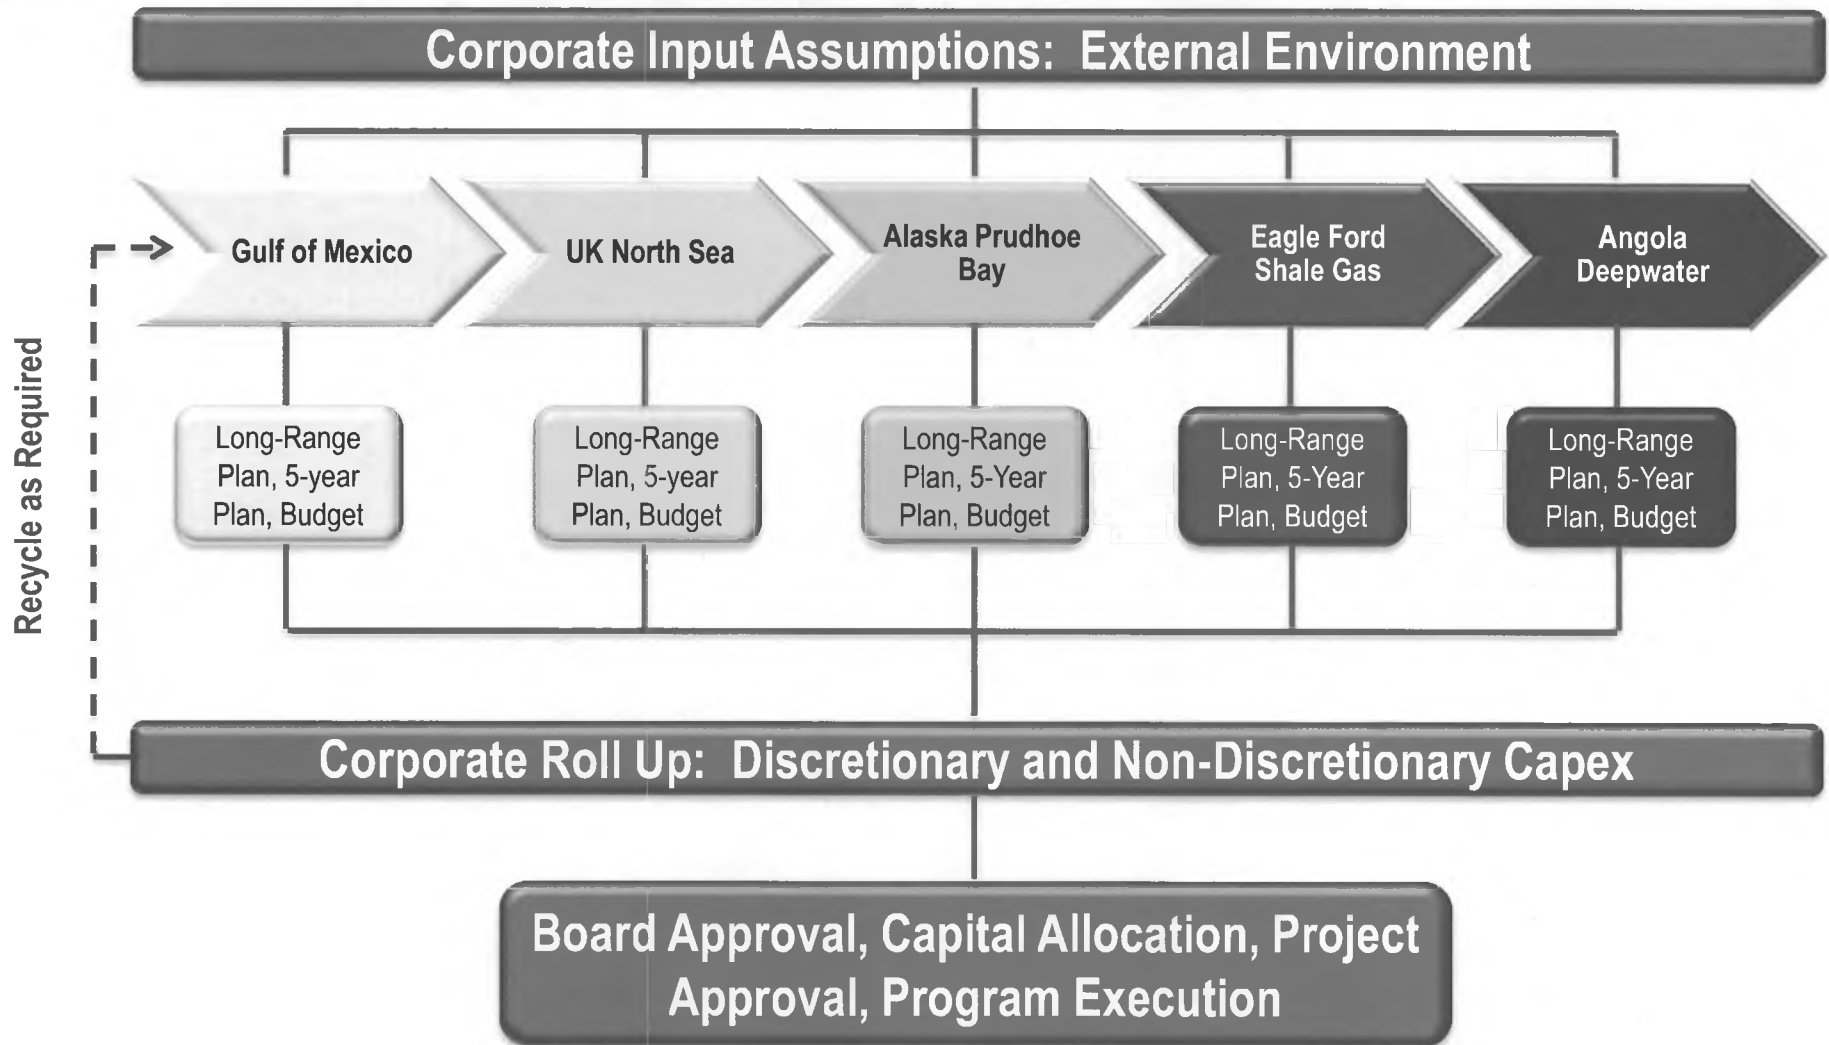 Corporate Input Assumptions: External Environment
Gulf of Mexico
UK North Sea
Alaska Prudhoe
Bay
Eagle Ford
Shale Gas
Angola
Deepwater
Recycle as Required
Long-Range
Plan, 5-year
Plan, Budget
Long-Range
Plan, 5-year
Plan, Budget
Long-Range
Plan, 5-Year
Plan, Budget
Long-Range
Plan, 5-Year
Plan, Budget
Long-Range
Plan, 5-Year
Plan, Budget
Corporate Roll Up: Discretionary and Non-Discretionary Capex
Board Approval, Capital Allocation, Project
Approval, Program Execution